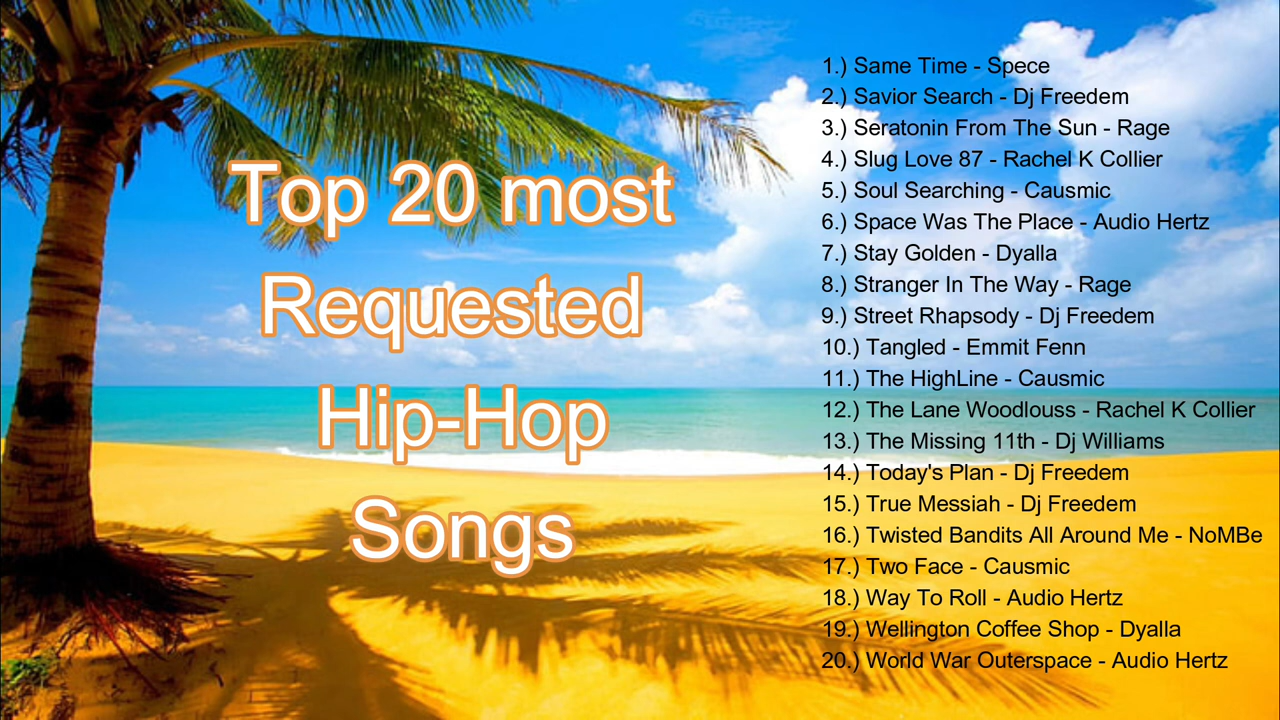 Top 20 most
Requested
Hip-Hop
Songs
1.) Same Time - Spece
2.) Savior Search - Dj Freedem
3.) Seratonin From The Sun - Rage
4.) Slug Love 87 - Rachel K Collier
5.) Soul Searching - Causmic
6.) Space Was The Place - Audio Hertz
7.) Stay Golden - Dyalla
8.) Stranger In The Way - Rage
9.) Street Rhapsody - Dj Freedem
10.) Tangled - Emmit Fenn
11.) The HighLine - Causmic
12.) The Lane Woodlouss - Rachel K Collier
13.) The Missing 11th - Dj Williams
14.) Today's Plan - Dj Freedem
15.) True Messiah - Dj Freedem
16.) Twisted Bandits All Around Me - NoMBe
17.) Two Face - Causmic
18.) Way To Roll - Audio Hertz
19.) Wellington Coffee Shop - Dyalla
20.) World War Outerspace - Audio Hertz